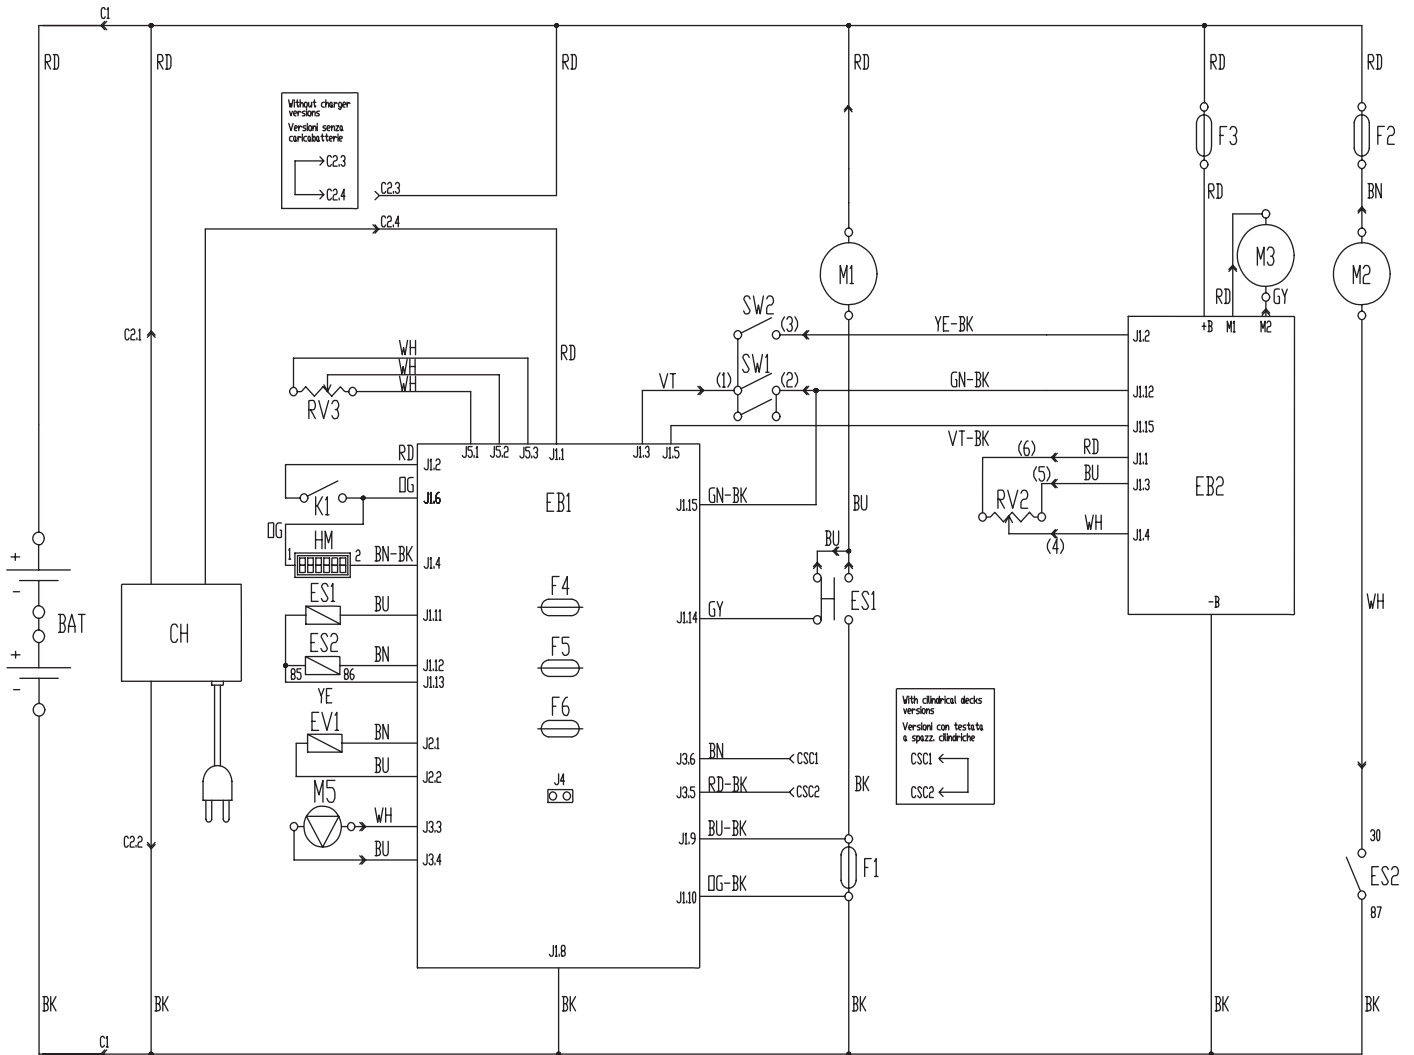 C1
RD
RD
RD
RD
RD
RD
Without charger
versions
Versioni senza
caricabatterie
C2.3
C2.4
C2.3
C2.4
F3
F2
RD
BN
M3
M1
M2
RD
GY
SW2
(3)
YE-BK
+B
M1
M2
C2.1
J1.2
WH
WH
WH
RD
SW1
VT
(1)
(2)
GN-BK
J1.12
RV3
J1.15
VT-BK
RD
J5.1
J5.2
J5.3
J1.1
J1.3
J1.5
(6)
RD
J1.1
J1.2
(5)
BU
J1.3
OG
EB2
K1
J1.6
EB1
GN-BK
J1.15
BU
RV2
WH
J1.4
(4)
OG
HM
1
2
BN-BK
J1.4
BU
+
-
ES1
F4
ES1
BU
J1.11
GY
J1.14
-B
WH
BAT
CH
ES2
BN
J1.12
F5
+
-
85
86
J1.13
YE
With cilindrical decks
versions
Versioni con testata
a spazz. cilindriche
CSC1
CSC2
EV1
BN
J2.1
F6
BU
J2.2
J3.6
BN
CSC1
J4
J3.5
RD-BK
CSC2
BK
M5
WH
J3.3
BU-BK
J1.9
30
C2.2
BU
J3.4
F1
ES2
OG-BK
J1.10
87
J1.8
BK
BK
BK
BK
BK
BK
C1